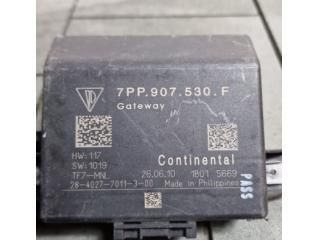 7PP.907.530.F
Gateway
HW:117
SW:1019
Continental
TF7-MNL
26.06.10
1801 5669
28-4027-7011-3-00
Made in Philippines
PASS